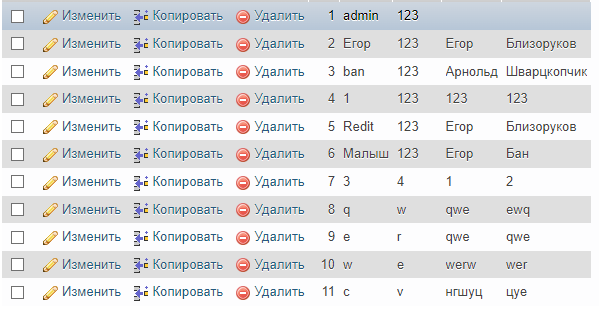 Изменить Копировать Удалить 1 admin 123
Изменить Копировать Удалить 2 Егор 123 Егор Близоруков
Изменить Копировать Удалить 3 ban 123 Арнольд Шварцкопчик
Изменить Копировать Удалить 4 1 123 123 123
Изменить Копировать Удалить 5 Redit 123 Егор Близоруков
Изменить Копировать Удалить 6 Малыш 123 Егор Бан
Изменить Копировать Удалить 7 3 4 1 2
Изменить Копировать Удалить 8 q w qwe ewq
Изменить Копировать Удалить 9 e r qwe qwe
Изменить Копировать Удалить 10 w e werw wer
Изменить Копировать Удалить 11 c v нгшуц цуе